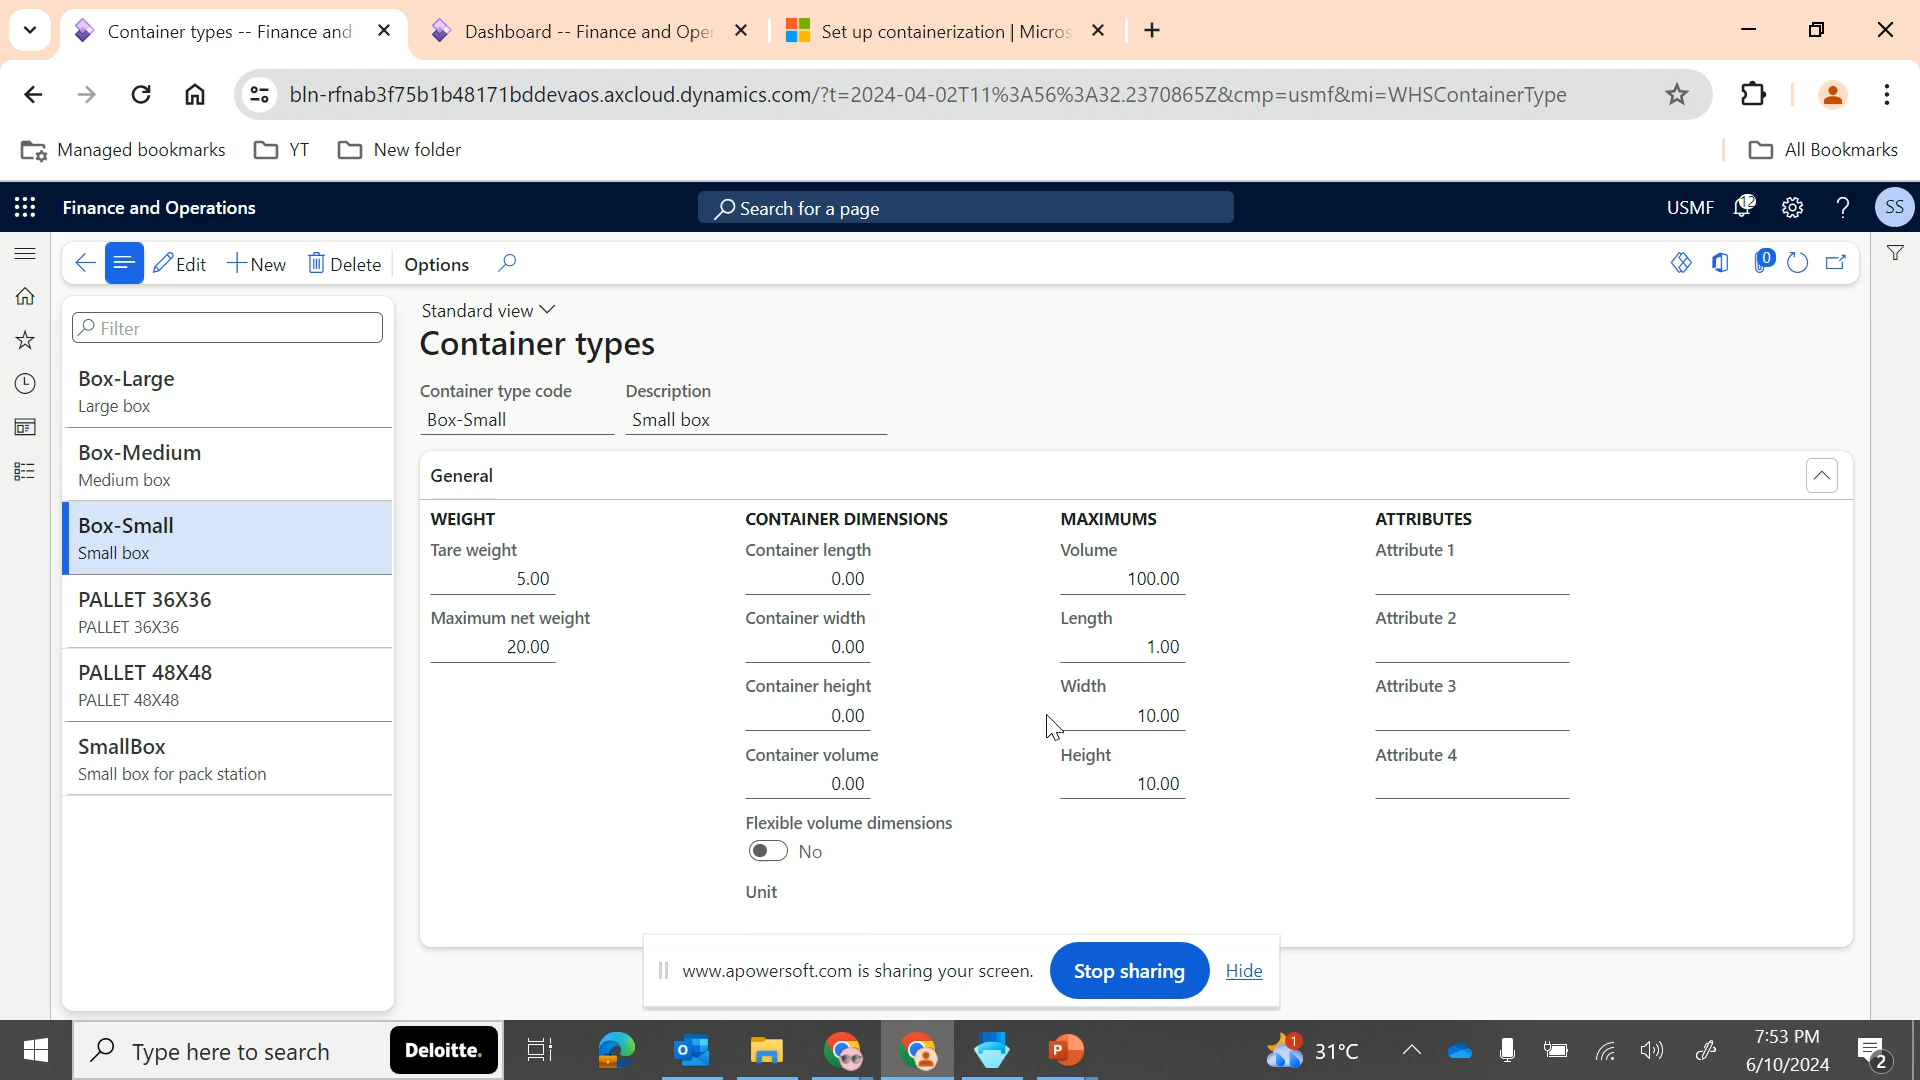 Container types -- Finance and
Dashboard -- Finance and Oper
Set up containerization | Micros
bln-rfnab3f75b1b48171bddevaos.axcloud.dynamics.com/?t=2024-04-02T11%3A56%3A32.2370865Z&cmp=usmf&mi=WHSContainerType
Managed bookmarks
YT
New folder
All Bookmarks
Finance and Operations
Search for a page
USMF
12
SS
Edit
New
Delete
Options
0
Filter
Box-Large
Large box
Box-Medium
Medium box
Box-Small
Small box
PALLET 36X36
PALLET 36X36
PALLET 48X48
PALLET 48X48
SmallBox
Small box for pack station
Standard view
Container types
Container type code
Description
Box-Small
Small box
General
WEIGHT
Tare weight
5.00
Maximum net weight
20.00
CONTAINER DIMENSIONS
Container length
0.00
Container width
0.00
Container height
0.00
Container volume
0.00
Flexible volume dimensions
No
Unit
MAXIMUMS
Volume
100.00
Length
1.00
Width
10.00
Height
10.00
ATTRIBUTES
Attribute 1
Attribute 2
Attribute 3
Attribute 4
www.apowersoft.com is sharing your screen.
Stop sharing
Hide
Type here to search
Deloitte.
1
31°C
7:53 PM
6/10/2024
2